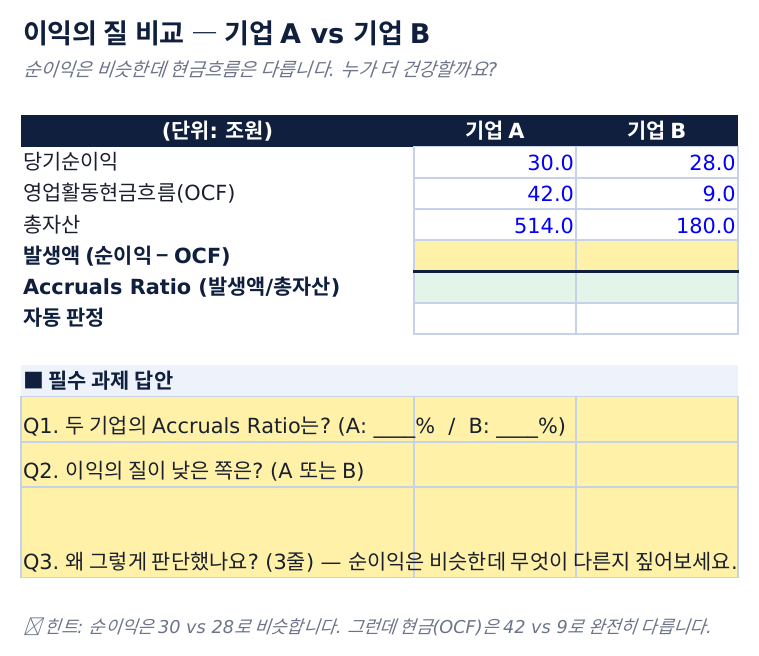 이익의 질 비교 — 기업 A vs 기업 B
순이익은 비슷한데 현금흐름은 다릅니다. 누가 더 건강할까요?
(단위: 조원) 기업 A 기업 B
당기순이익 30.0 28.0
영업활동현금흐름(OCF) 42.0 9.0
총자산 514.0 180.0
발생액 (순이익 − OCF)
Accruals Ratio (발생액/총자산)
자동 판정
■ 필수 과제 답안
Q1. 두 기업의 Accruals Ratio는? (A: ____% / B: ____%)
Q2. 이익의 질이 낮은 쪽은? (A 또는 B)
Q3. 왜 그렇게 판단했나요? (3줄) — 순이익은 비슷한데 무엇이 다른지 짚어보세요.
힌트: 순이익은 30 vs 28로 비슷합니다. 그런데 현금(OCF)은 42 vs 9로 완전히 다릅니다.